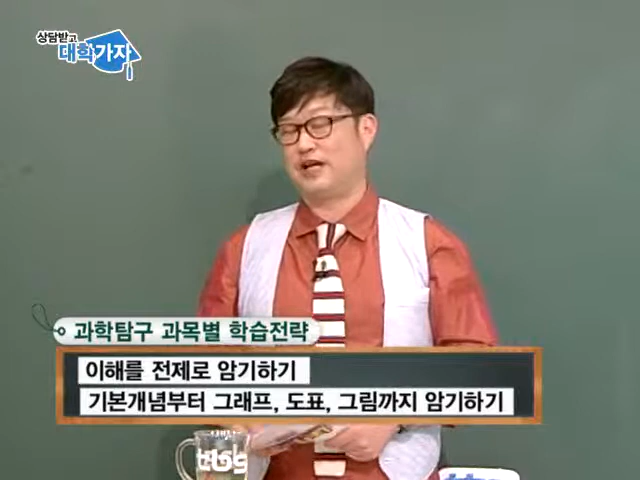 상담받고
대학가자
과학탐구 과목별 학습전략
이해를 전제로 암기하기
기본개념부터 그래프, 도표, 그림까지 암기하기
tbs